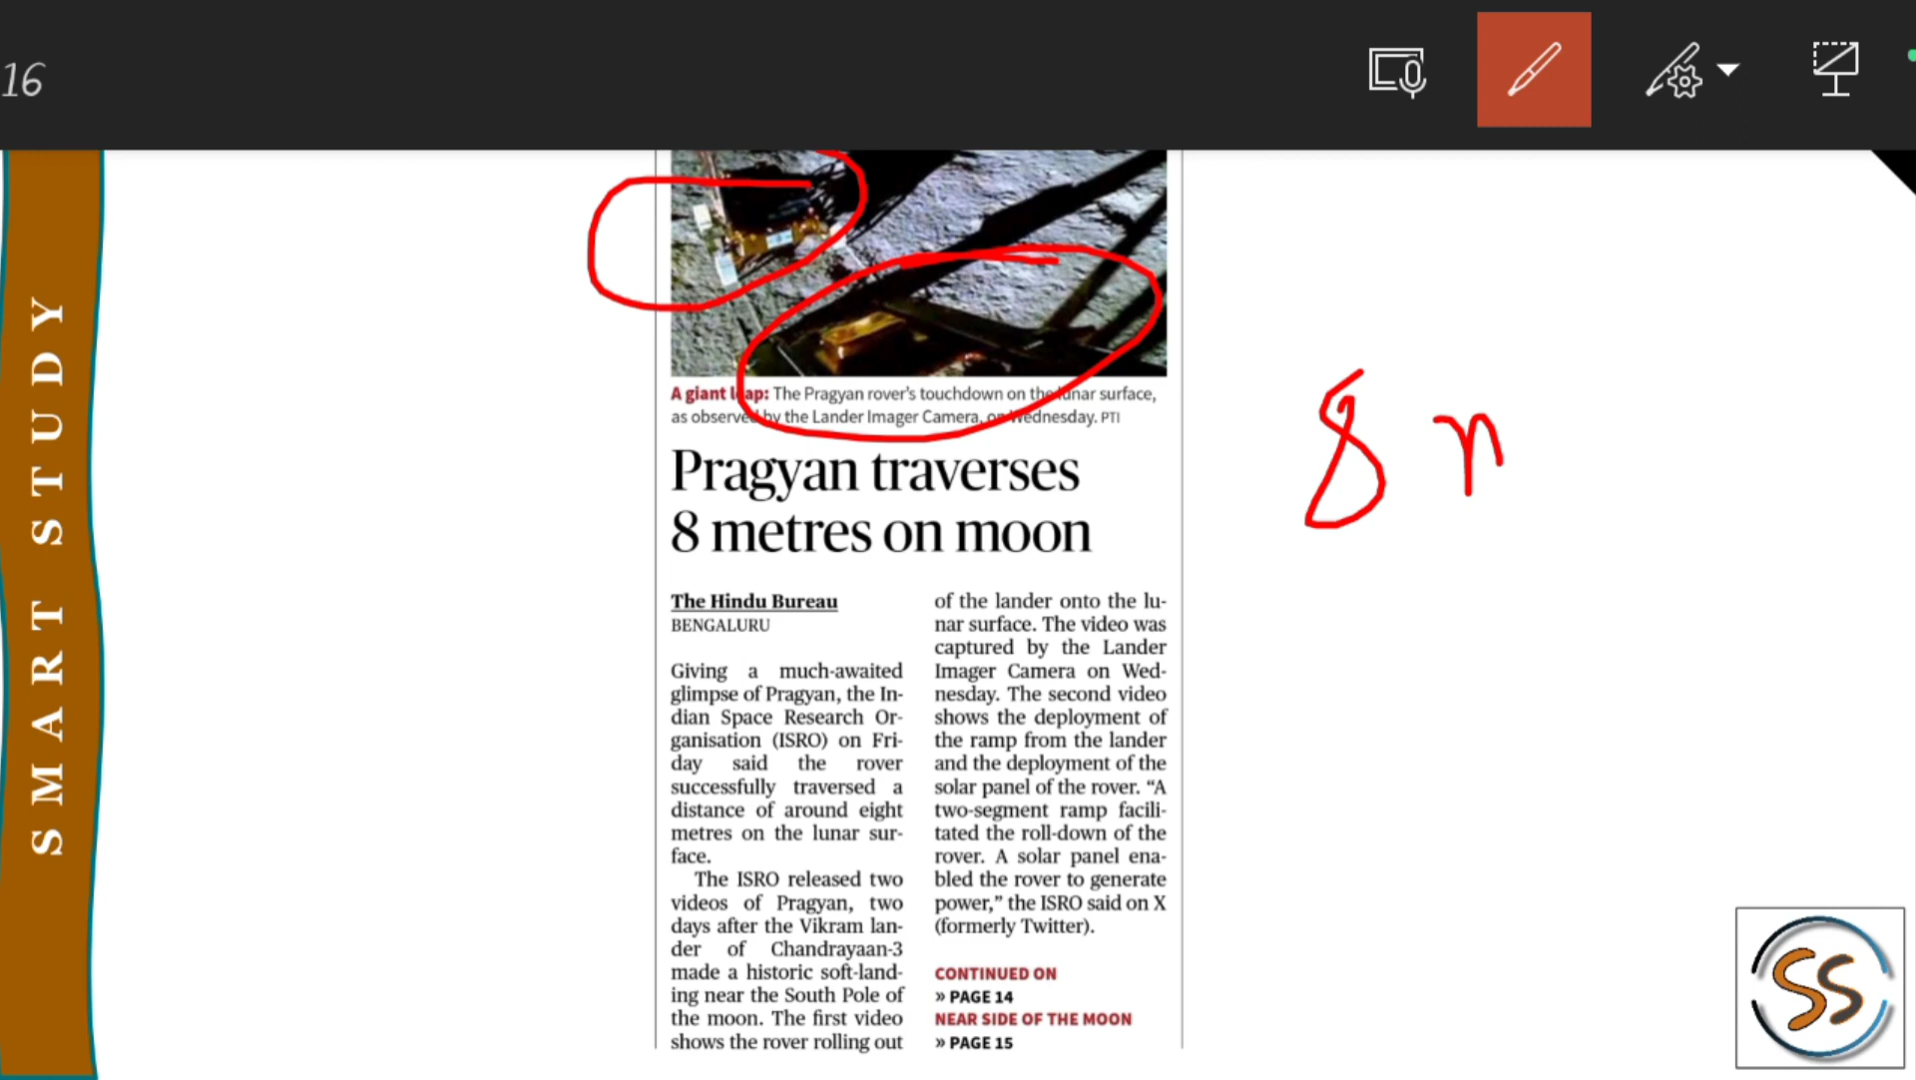 16
SMART STUDY
A giant leap: The Pragyan rover's touchdown on the lunar surface,
as observed by the Lander Imager Camera, on Wednesday. PTI
Pragyan traverses
8 metres on moon
8 m
The Hindu Bureau
BENGALURU
Giving a much-awaited
glimpse of Pragyan, the In-
dian Space Research Or-
ganisation (ISRO) on Fri-
day said the rover
successfully traversed a
distance of around eight
metres on the lunar sur-
face.
The ISRO released two
videos of Pragyan, two
days after the Vikram lan-
der of Chandrayaan-3
made a historic soft-land-
ing near the South Pole of
the moon. The first video
shows the rover rolling out
of the lander onto the lu-
nar surface. The video was
captured by the Lander
Imager Camera on Wed-
nesday. The second video
shows the deployment of
the ramp from the lander
and the deployment of the
solar panel of the rover. “A
two-segment ramp facili-
tated the roll-down of the
rover. A solar panel ena-
bled the rover to generate
power,” the ISRO said on X
(formerly Twitter).
CONTINUED ON
» PAGE 14
NEAR SIDE OF THE MOON
» PAGE 15
SS